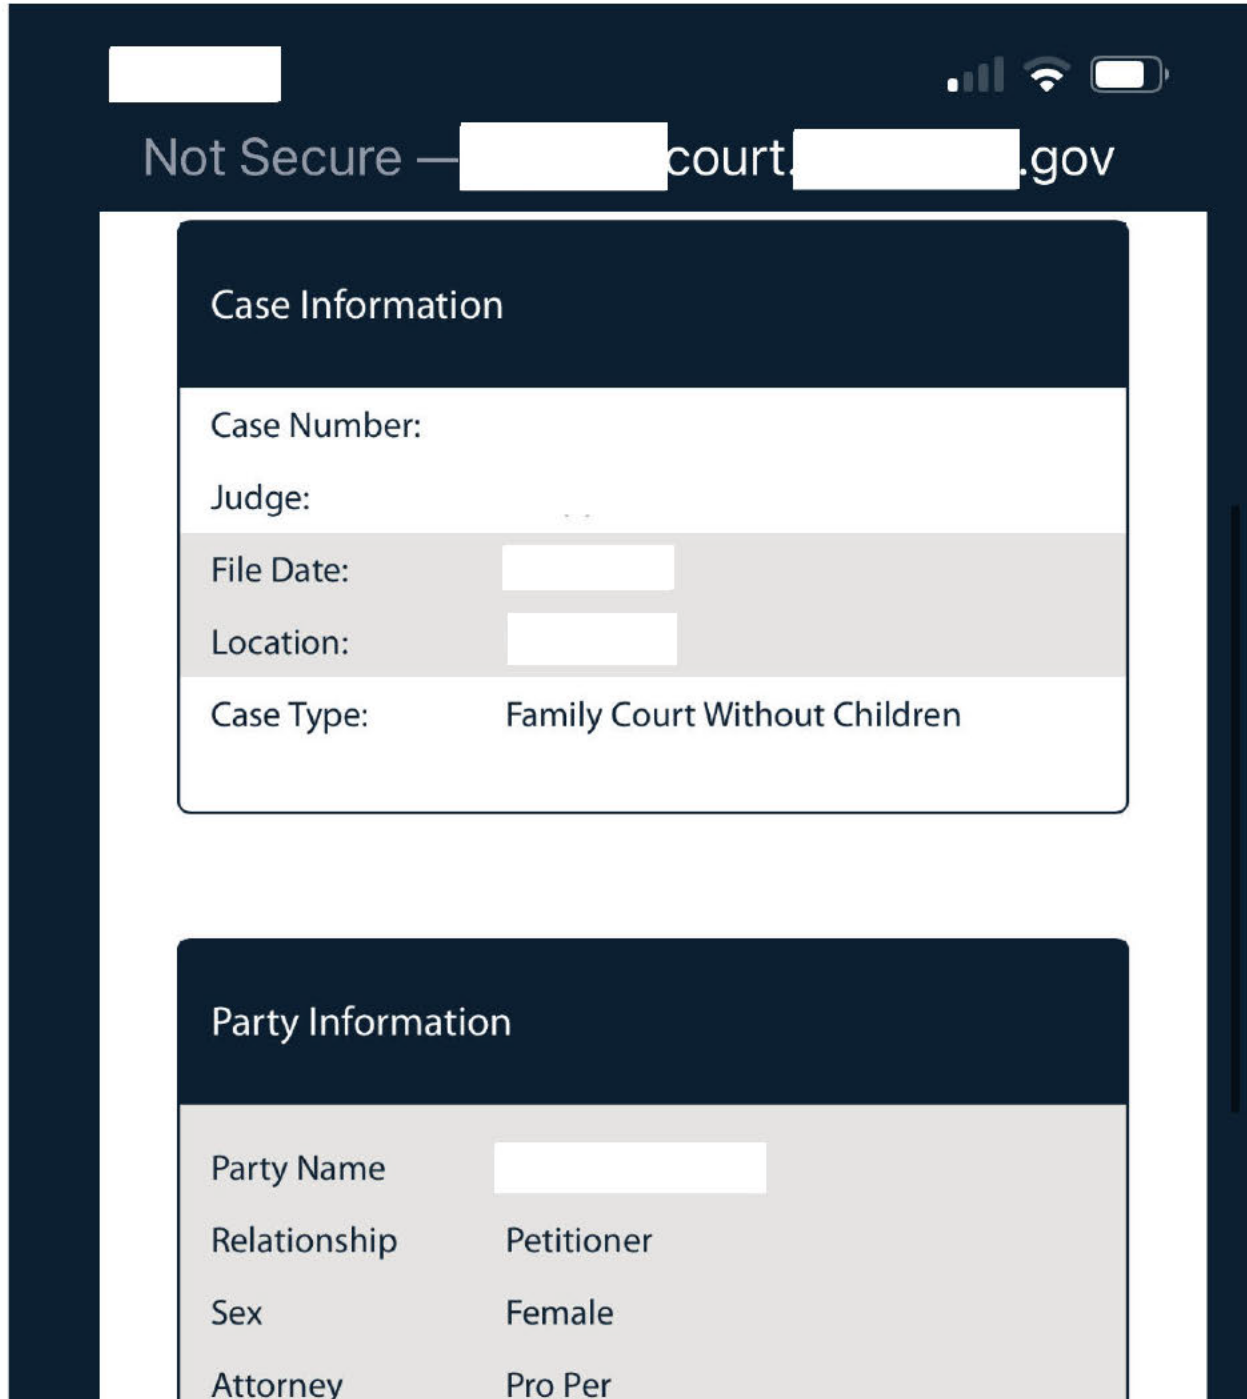 Not Secure — court. .gov
Case Information
Case Number:
Judge:
File Date:
Location:
Case Type: Family Court Without Children
Party Information
Party Name
Relationship Petitioner
Sex Female
Attorney Pro Per